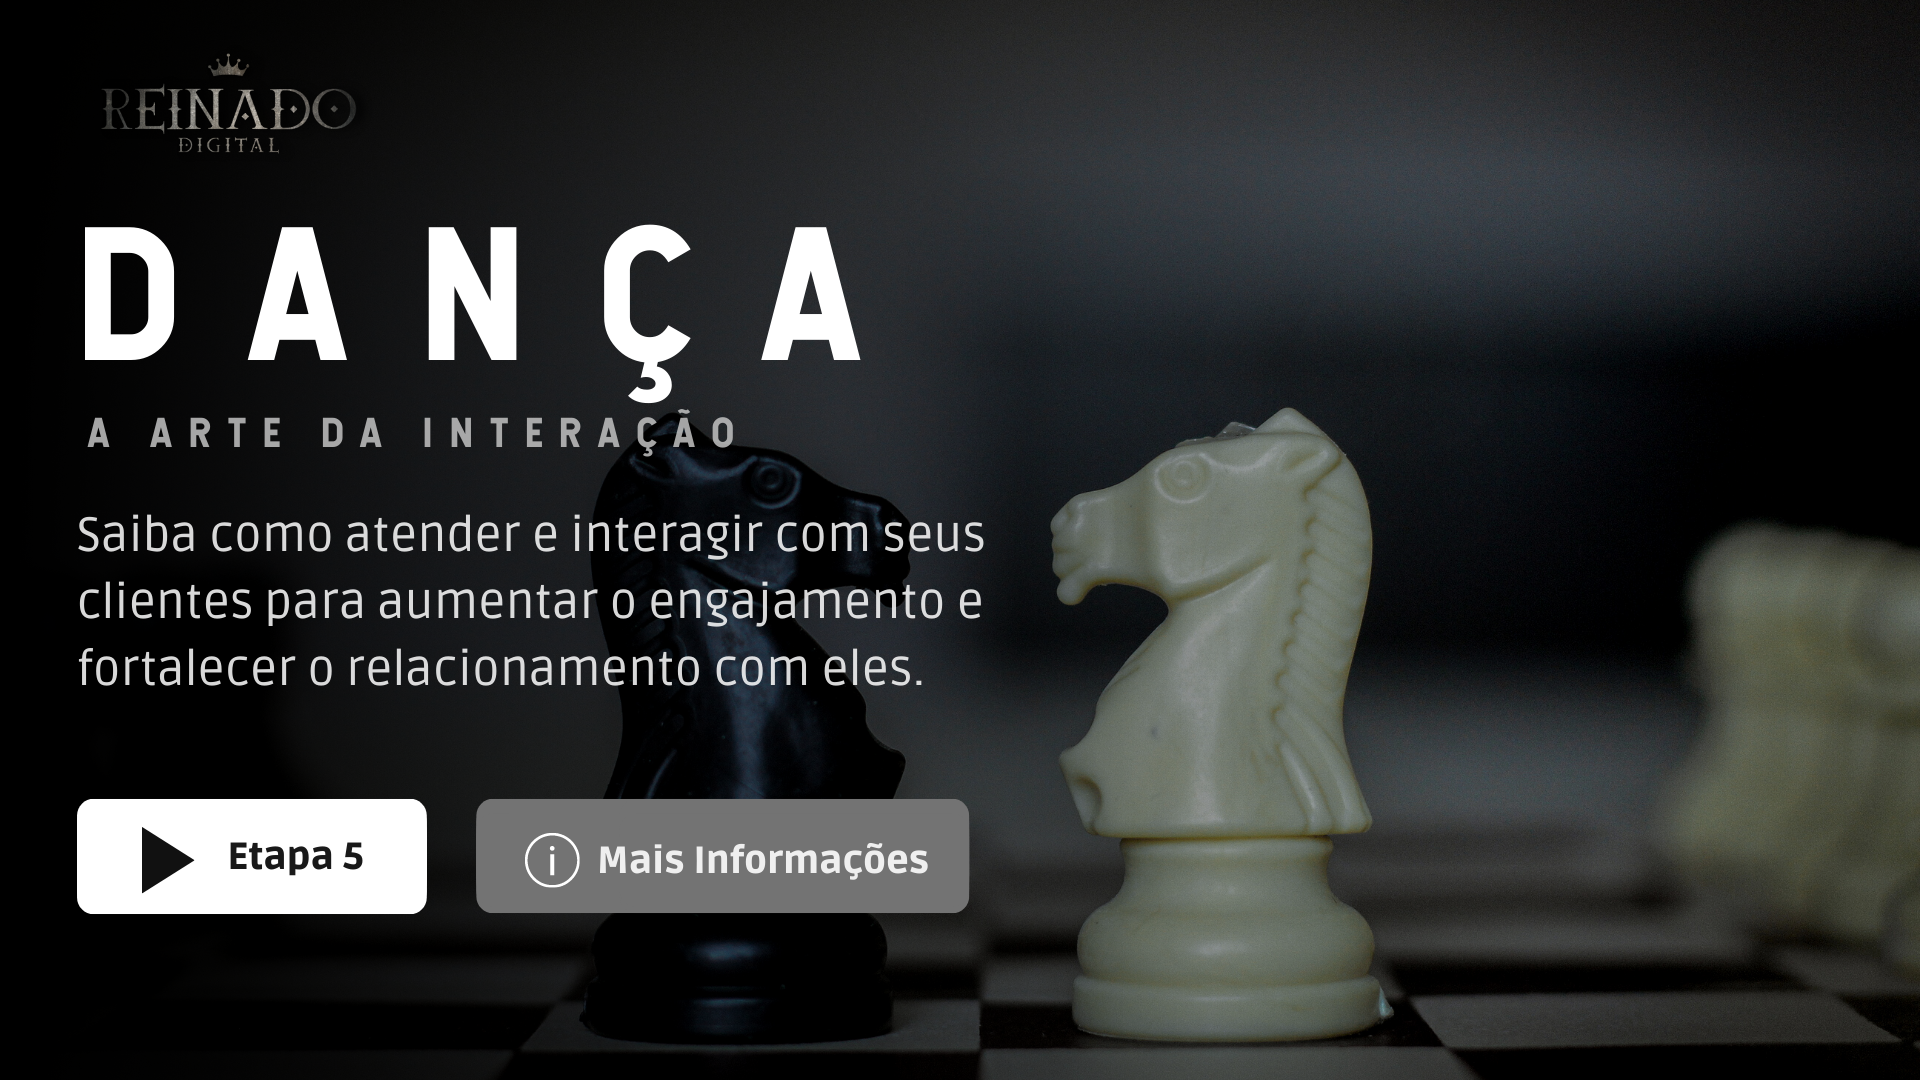 REINADO
DIGITAL
DANÇA
A ARTE DA INTERAÇÃO
Saiba como atender e interagir com seus
clientes para aumentar o engajamento e
fortalecer o relacionamento com eles.
Etapa 5
Mais Informações